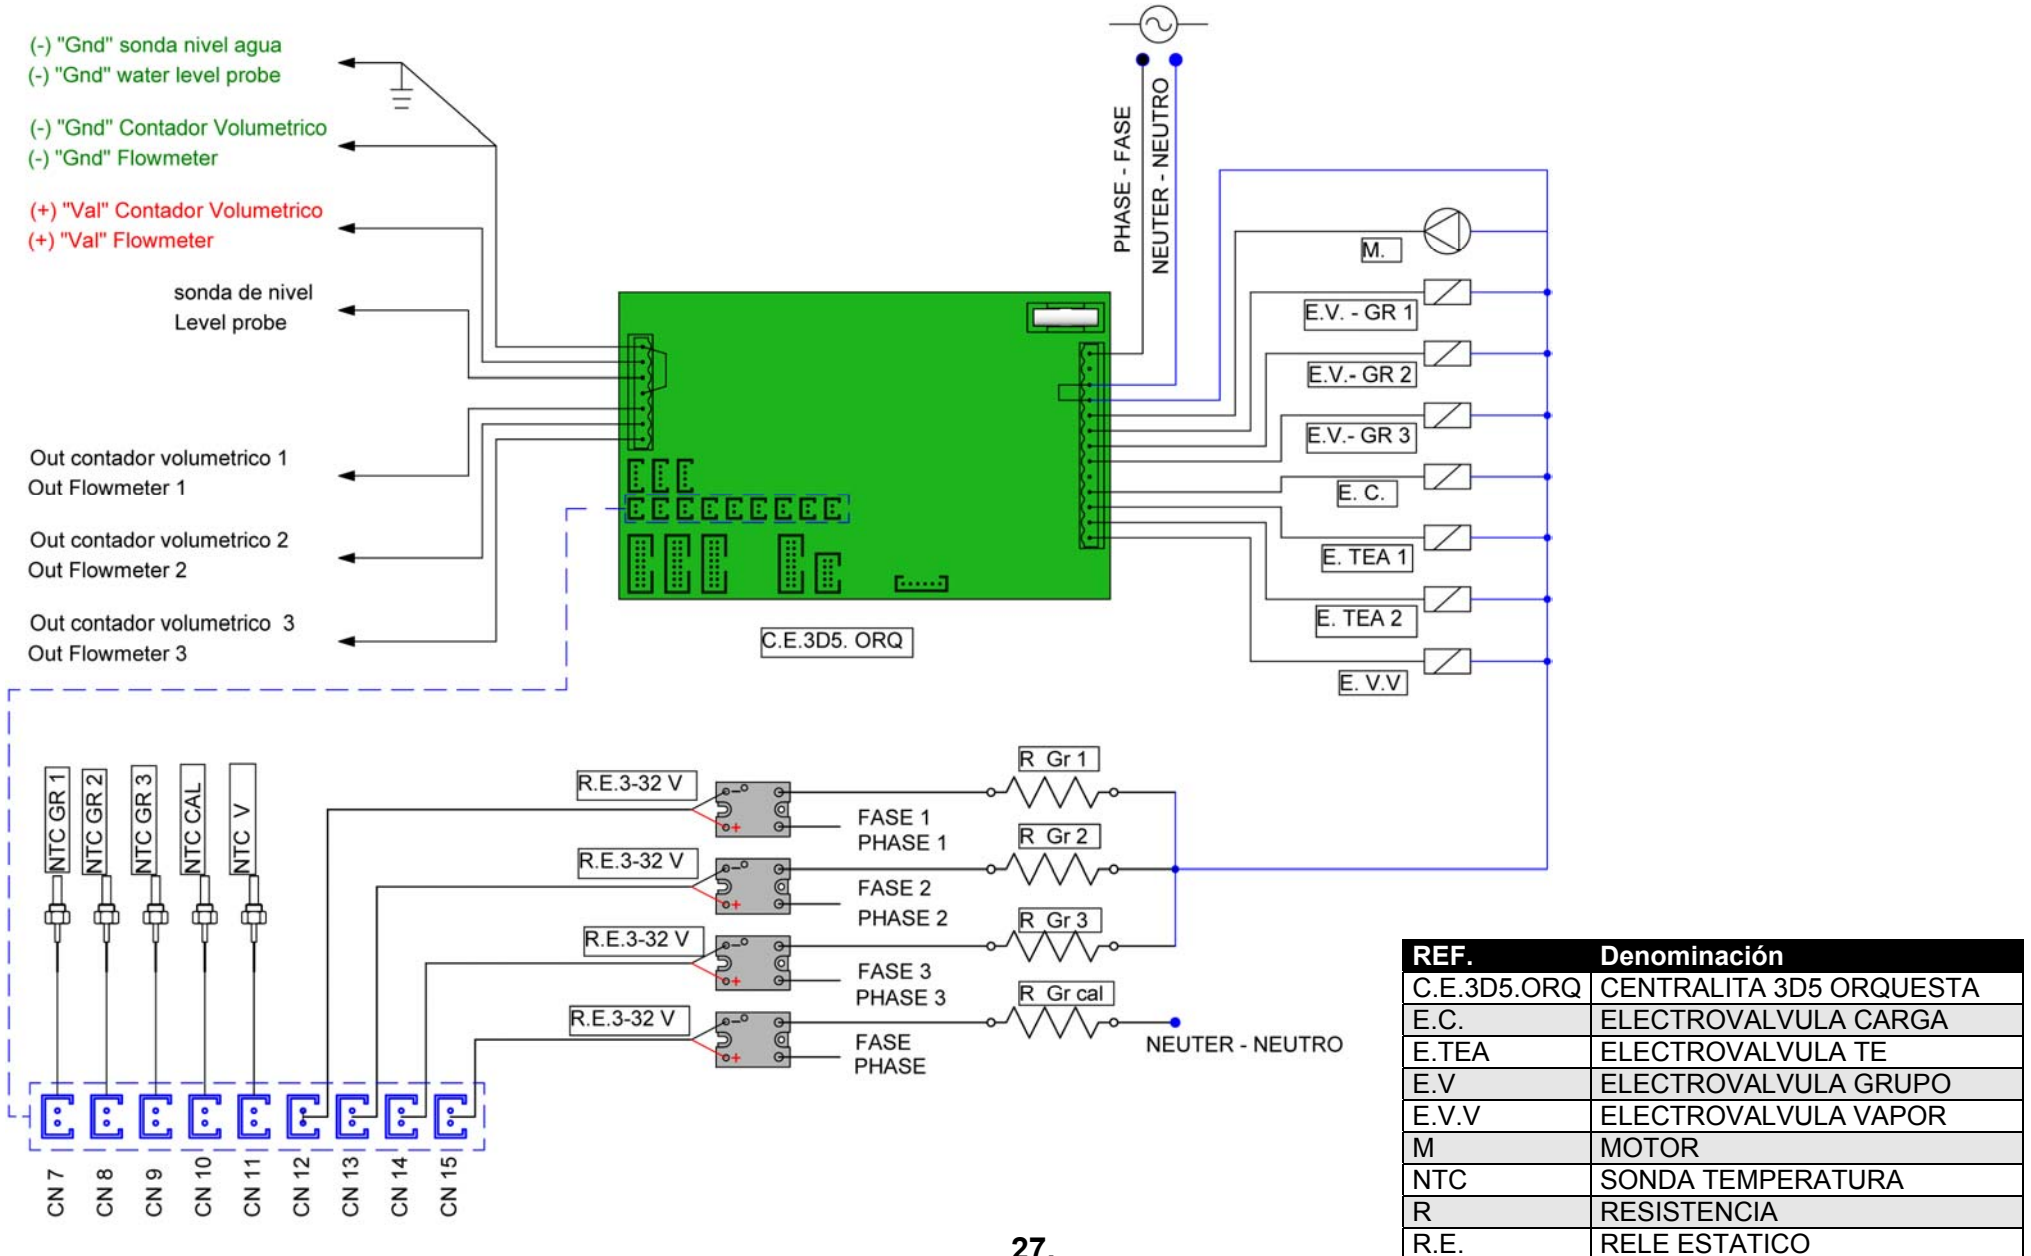 (-) "Gnd" sonda nivel agua
(-) "Gnd" water level probe
(-) "Gnd" Contador Volumetrico
(-) "Gnd" Flowmeter
(+) "Val" Contador Volumetrico
(+) "Val" Flowmeter
sonda de nivel
Level probe
Out contador volumetrico 1
Out Flowmeter 1
Out contador volumetrico 2
Out Flowmeter 2
Out contador volumetrico 3
Out Flowmeter 3
PHASE - FASE
NEUTER - NEUTRO
M.
E.V. - GR 1
E.V.- GR 2
E.V.- GR 3
E. C.
E. TEA 1
E. TEA 2
E. V.V
C.E.3D5. ORQ
NTC GR 1
NTC GR 2
NTC GR 3
NTC CAL
NTC V
R.E.3-32 V
R Gr 1
FASE 1
PHASE 1
R.E.3-32 V
R Gr 2
FASE 2
PHASE 2
R.E.3-32 V
R Gr 3
FASE 3
PHASE 3
R.E.3-32 V
R Gr cal
FASE
PHASE
NEUTER - NEUTRO
CN 7
CN 8
CN 9
CN 10
CN 11
CN 12
CN 13
CN 14
CN 15
REF. Denominación
C.E.3D5.ORQ CENTRALITA 3D5 ORQUESTA
E.C. ELECTROVALVULA CARGA
E.TEA ELECTROVALVULA TE
E.V ELECTROVALVULA GRUPO
E.V.V ELECTROVALVULA VAPOR
M MOTOR
NTC SONDA TEMPERATURA
R RESISTENCIA
R.E. RELE ESTATICO
27.